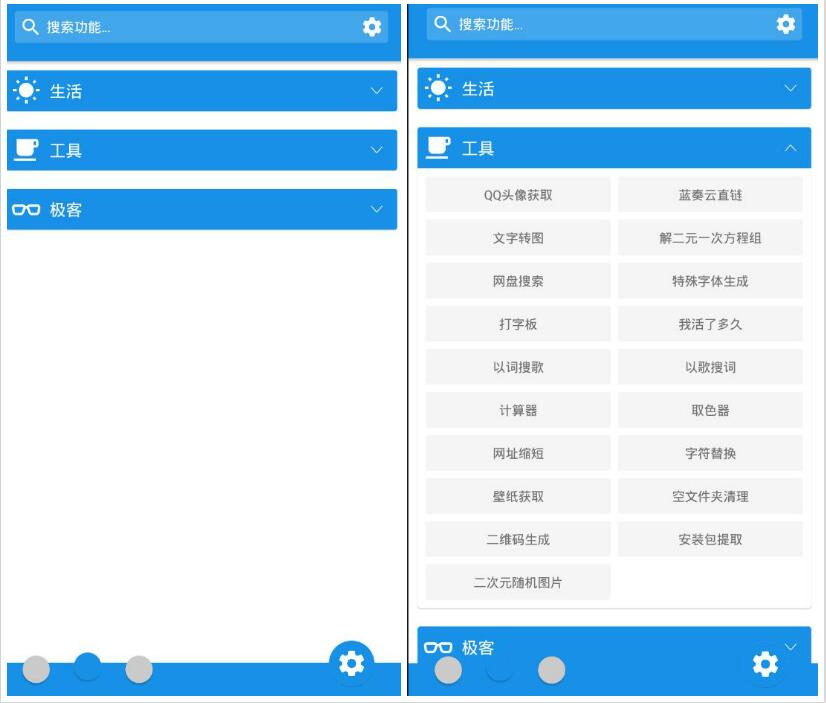 搜索功能...
生活
工具
极客
搜索功能...
生活
工具
QQ头像获取
蓝奏云直链
文字转图
解二元一次方程组
网盘搜索
特殊字体生成
打字板
我活了多久
以词搜歌
以歌搜词
计算器
取色器
网址缩短
字符替换
壁纸获取
空文件夹清理
二维码生成
安装包提取
二次元随机图片
极客